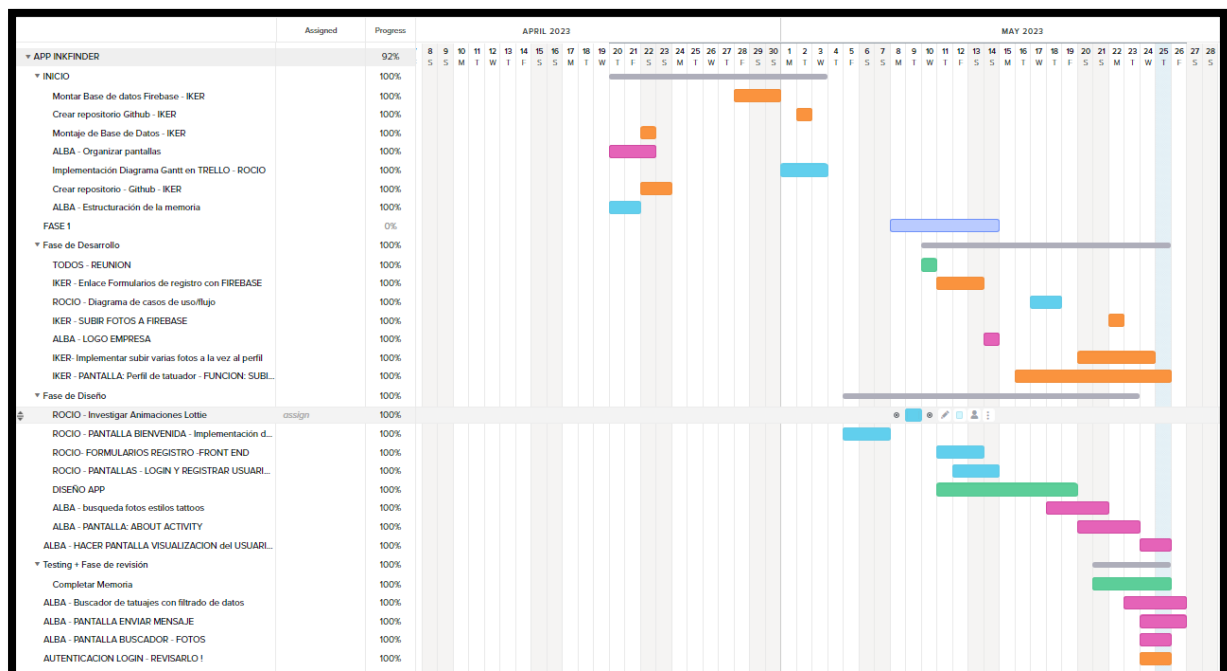 Assigned Progress APRIL 2023 MAY 2023
8 9 10 11 12 13 14 15 16 17 18 19 20 21 22 23 24 25 26 27 28 29 30 1 2 3 4 5 6 7 8 9 10 11 12 13 14 15 16 17 18 19 20 21 22 23 24 25 26 27 28
APP INKFINDER 92%
S S M T W T F S S M T W T F S S M T W T F S S M T W T F S S M T W T F S S M T W T F S S M T W T F S S
INICIO 100%
Montar Base de datos Firebase - IKER 100%
Crear repositorio Github - IKER 100%
Montaje de Base de Datos - IKER 100%
ALBA - Organizar pantallas 100%
Implementación Diagrama Gantt en TRELLO - ROCIO 100%
Crear repositorio - Github - IKER 100%
ALBA - Estructuración de la memoria 100%
FASE 1 0%
Fase de Desarrollo 100%
TODOS - REUNION 100%
IKER - Enlace Formularios de registro con FIREBASE 100%
ROCIO - Diagrama de casos de uso/flujo 100%
IKER - SUBIR FOTOS A FIREBASE 100%
ALBA - LOGO EMPRESA 100%
IKER- Implementar subir varias fotos a la vez al perfil 100%
IKER - PANTALLA: Perfil de tatuador - FUNCION: SUBI... 100%
Fase de Diseño 100%
ROCIO - Investigar Animaciones Lottie assign 100%
ROCIO - PANTALLA BIENVENIDA - Implementación d... 100%
ROCIO- FORMULARIOS REGISTRO -FRONT END 100%
ROCIO - PANTALLAS - LOGIN Y REGISTRAR USUARI... 100%
DISEÑO APP 100%
ALBA - busqueda fotos estilos tattoos 100%
ALBA - PANTALLA: ABOUT ACTIVITY 100%
ALBA - HACER PANTALLA VISUALIZACION del USUARI... 100%
Testing + Fase de revisión 100%
Completar Memoria 100%
ALBA - Buscador de tatuajes con filtrado de datos 100%
ALBA - PANTALLA ENVIAR MENSAJE 100%
ALBA - PANTALLA BUSCADOR - FOTOS 100%
AUTENTICACION LOGIN - REVISARLO ! 100%